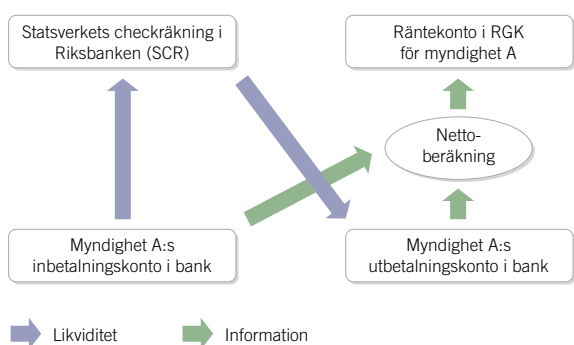 Statsverkets checkräkning i
Riksbanken (SCR)
Räntekonto i RGK
för myndighet A
Netto-
beräkning
Myndighet A:s
inbetalningskonto i bank
Myndighet A:s
utbetalningskonto i bank
Likviditet
Information